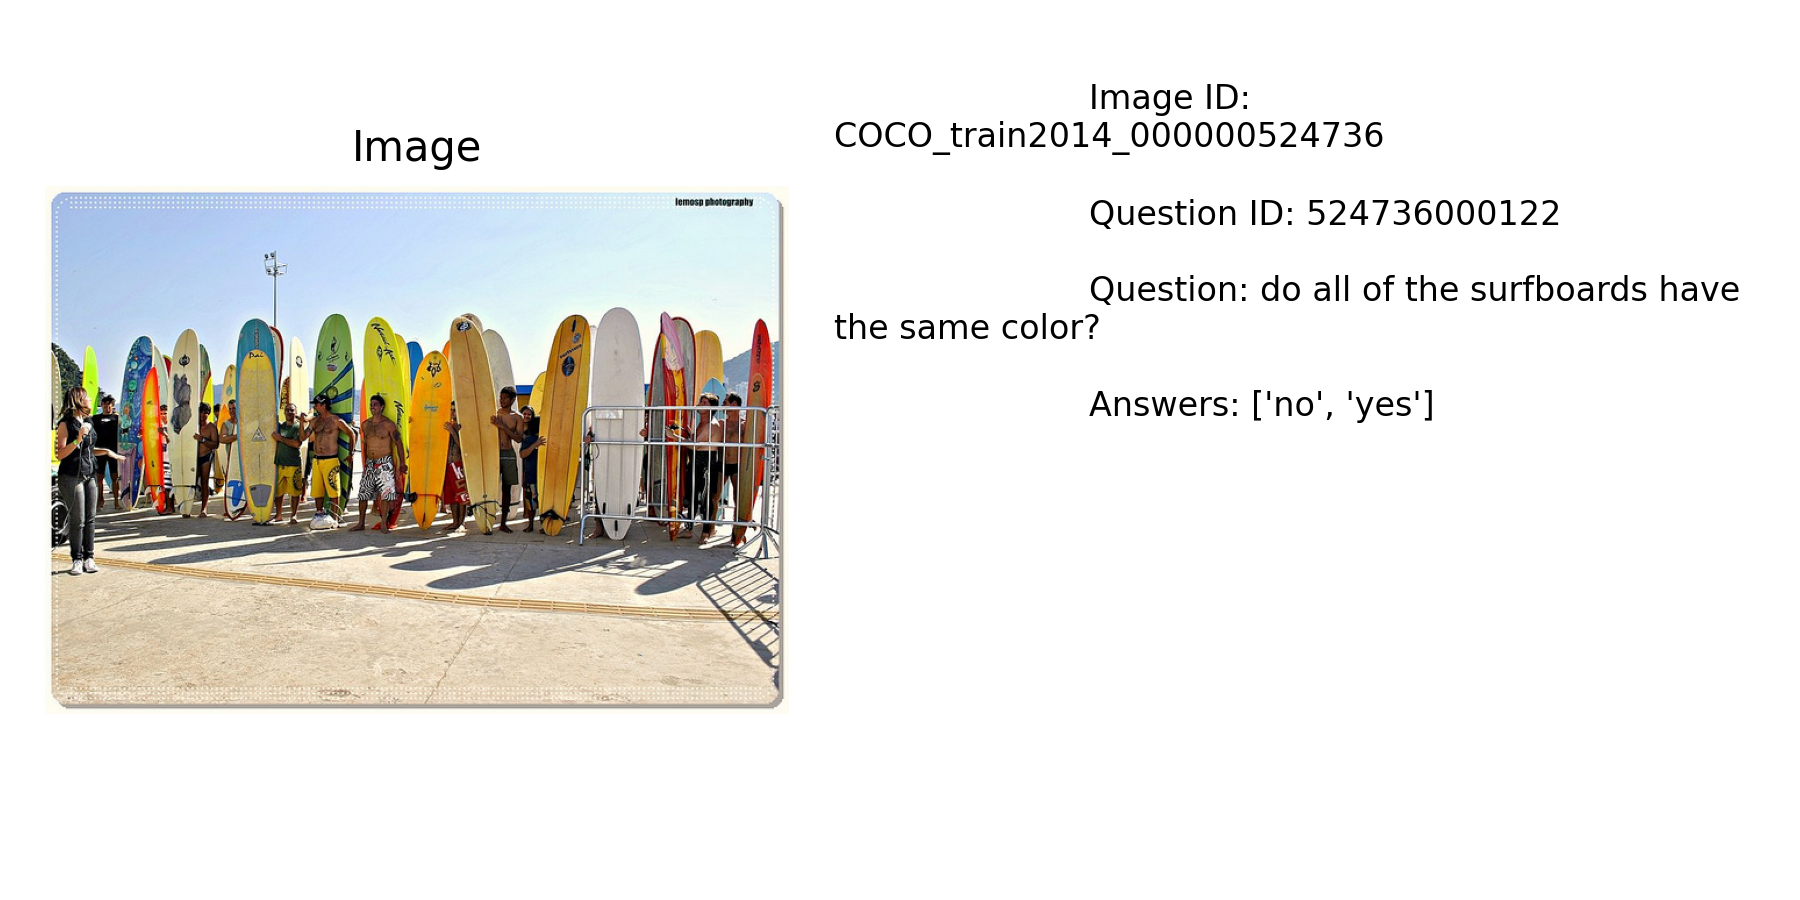 Image
lemosp photography
Image ID:
COCO_train2014_000000524736
Question ID: 524736000122
Question: do all of the surfboards have
the same color?
Answers: ['no', 'yes']